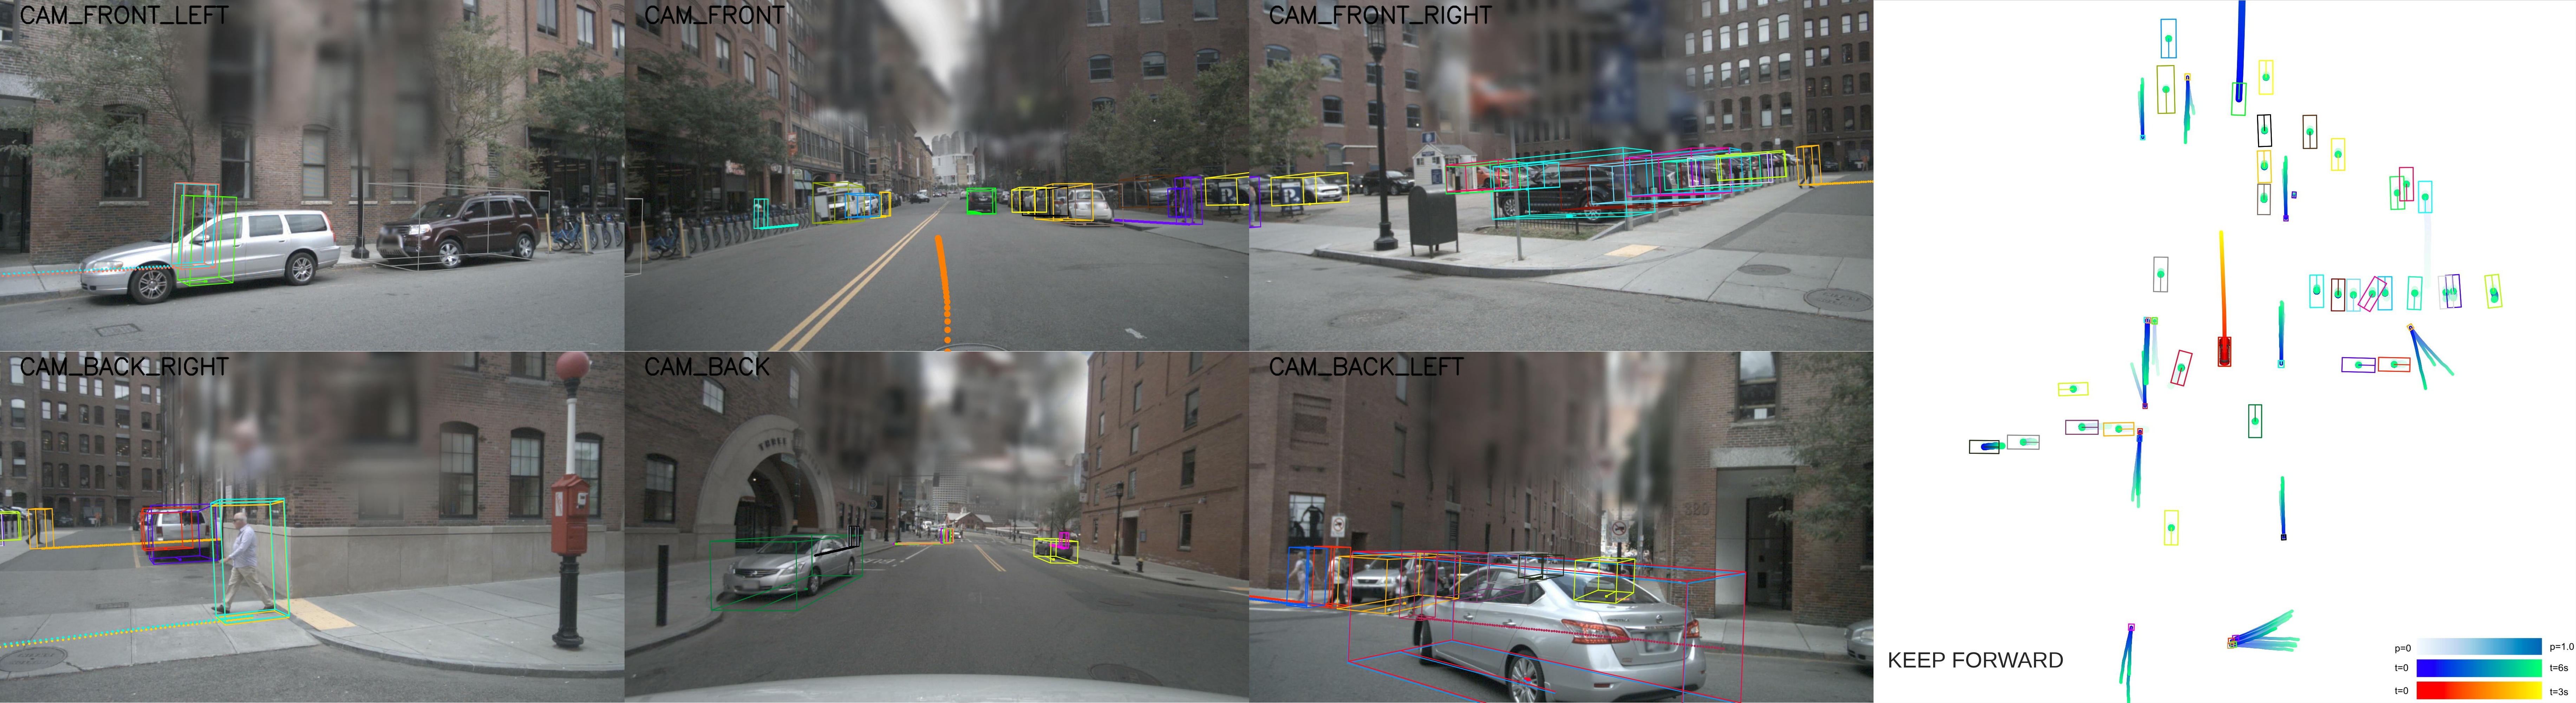 CAM_FRONT_LEFT
CAM_FRONT
CAM_FRONT_RIGHT
CAM_BACK_RIGHT
CAM_BACK
CAM_BACK_LEFT
KEEP FORWARD
p=0 p=1.0
t=0 t=6s
t=0 t=3s